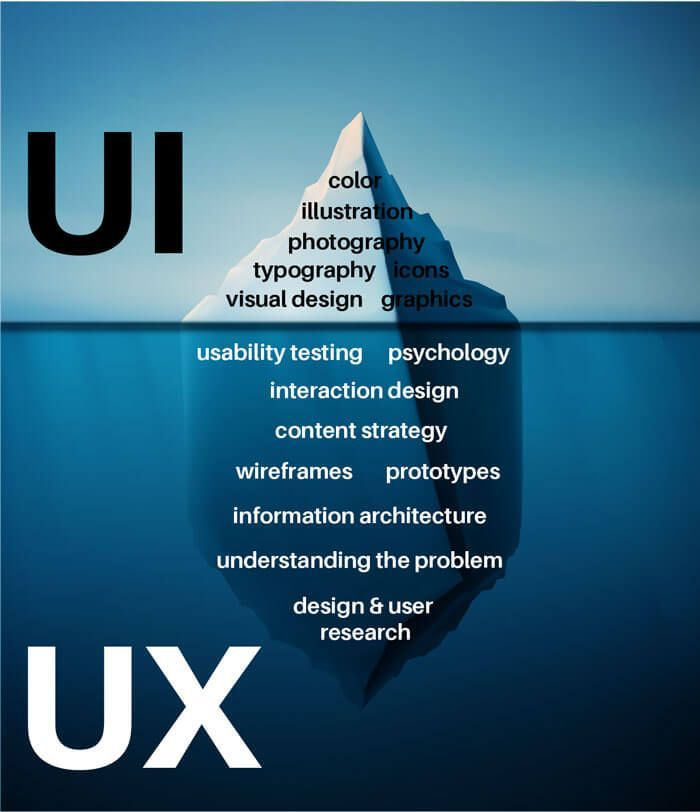 UI
color
illustration
photography
typography icons
visual design graphics
usability testing psychology
interaction design
content strategy
wireframes prototypes
information architecture
understanding the problem
design & user
research
UX